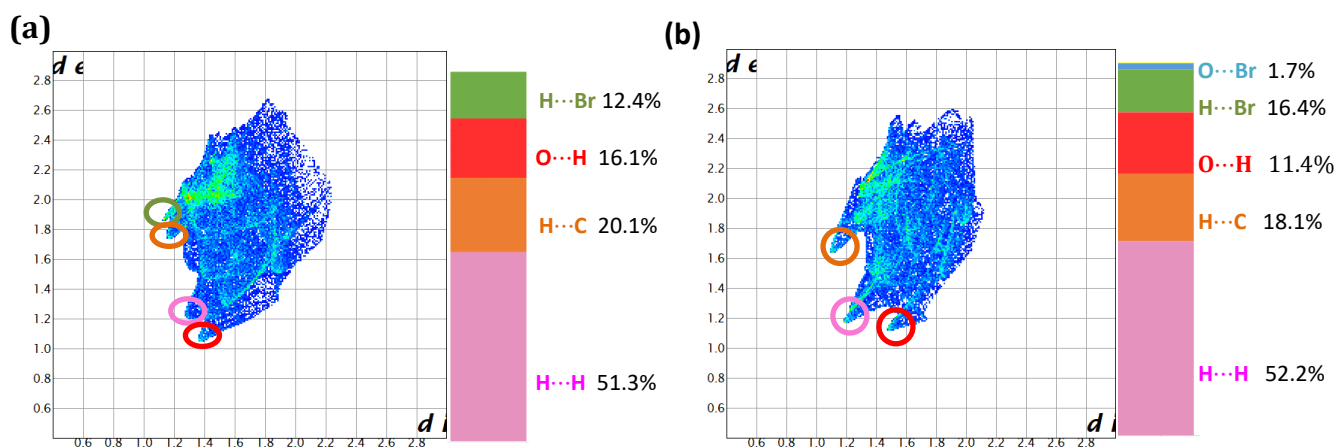 (a)
d e
2.8
2.6
2.4
2.2
2.0
1.8
1.6
1.4
1.2
1.0
0.8
0.6
d i
0.6 0.8 1.0 1.2 1.4 1.6 1.8 2.0 2.2 2.4 2.6 2.8
H···Br 12.4%
O···H 16.1%
H···C 20.1%
H···H 51.3%
(b)
d e
2.8
2.6
2.4
2.2
2.0
1.8
1.6
1.4
1.2
1.0
0.8
0.6
d i
0.6 0.8 1.0 1.2 1.4 1.6 1.8 2.0 2.2 2.4 2.6 2.8
O···Br 1.7%
H···Br 16.4%
O···H 11.4%
H···C 18.1%
H···H 52.2%